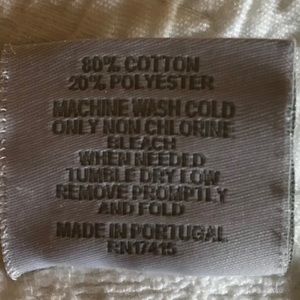 80% COTTON
20% POLYESTER
MACHINE WASH COLD
ONLY NON CHLORINE
BLEACH
WHEN NEEDED
TUMBLE DRY LOW
REMOVE PROMPTLY
AND FOLD
MADE IN PORTUGAL
RN17415